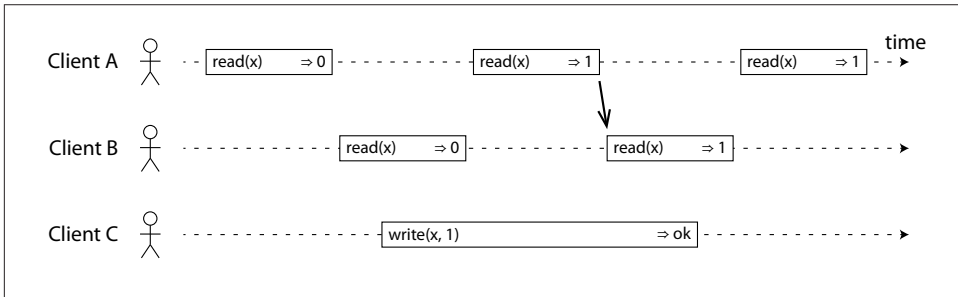 time
Client A read(x) ⇒ 0 read(x) ⇒ 1 read(x) ⇒ 1
Client B read(x) ⇒ 0 read(x) ⇒ 1
Client C write(x, 1) ⇒ ok